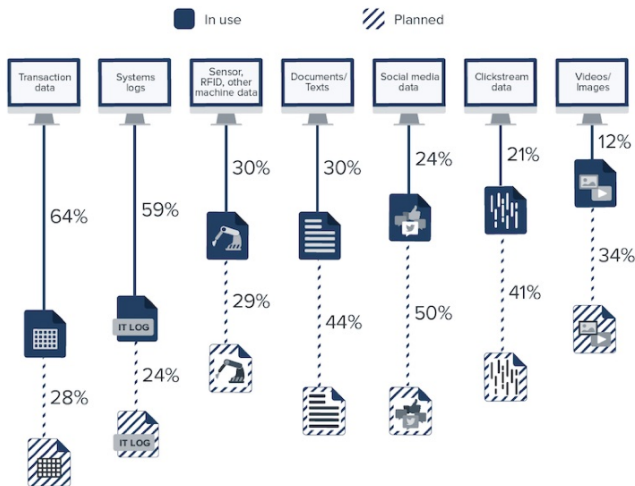 In use
Planned
Transaction
data
Systems
logs
Sensor,
RFID, other
machine data
Documents/
Texts
Social media
data
Clickstream
data
Videos/
Images
64%
59%
30%
30%
24%
21%
12%
IT LOG
28%
24%
29%
44%
50%
41%
34%
IT LOG